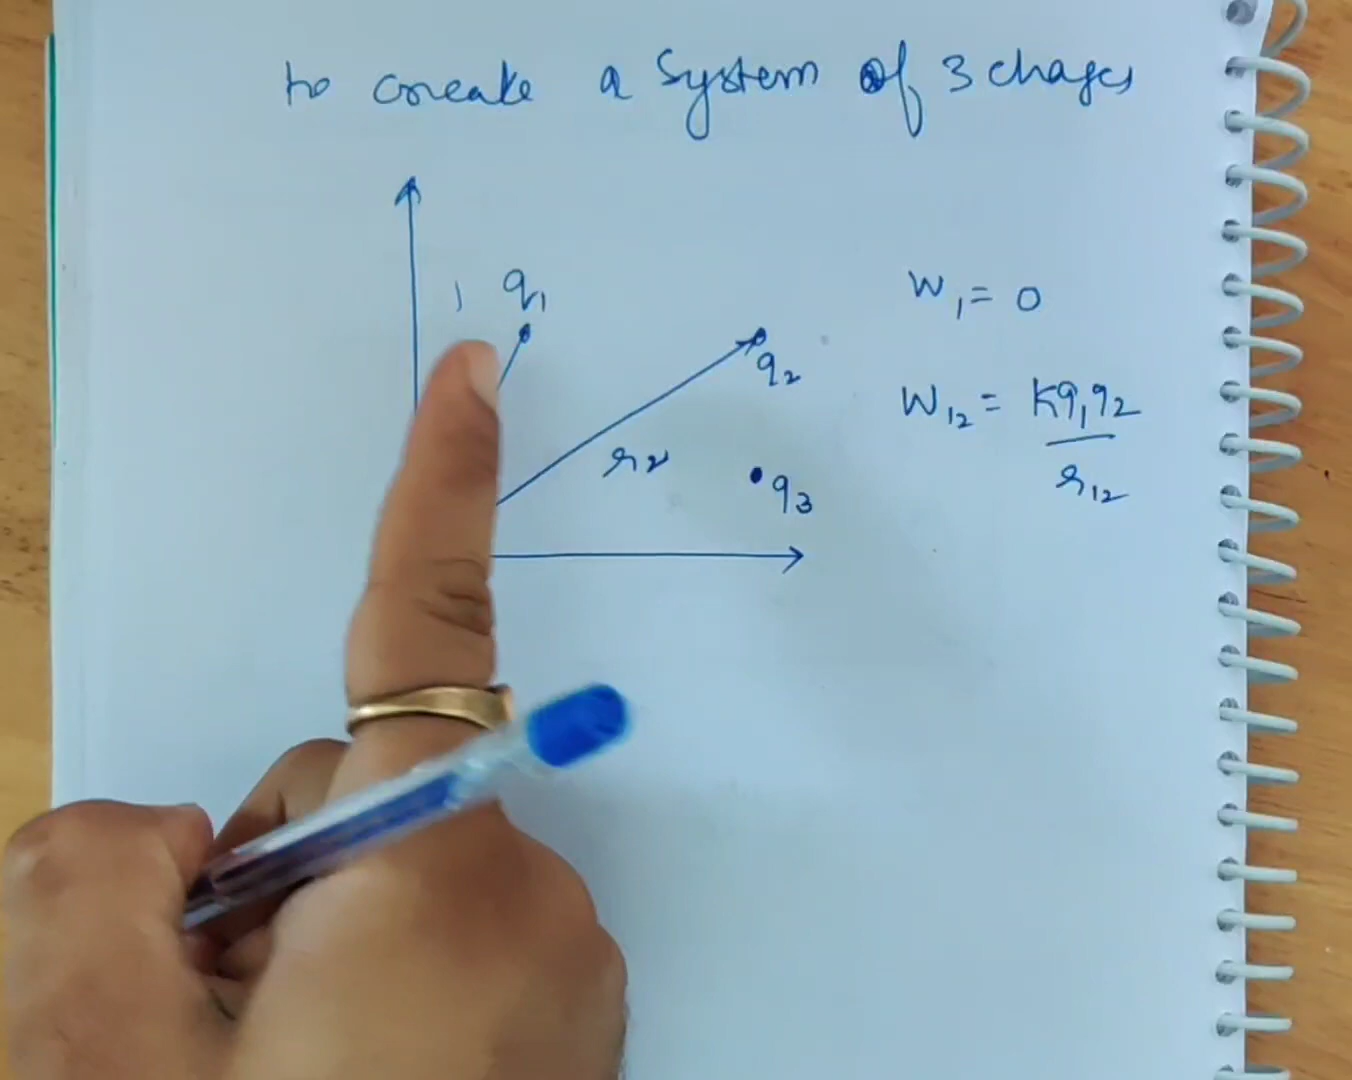 to create a System of 3 charges
q₁
W₁ = 0
q₂
W₁₂ = kq₁q₂
r₂
r₁₂
q₃